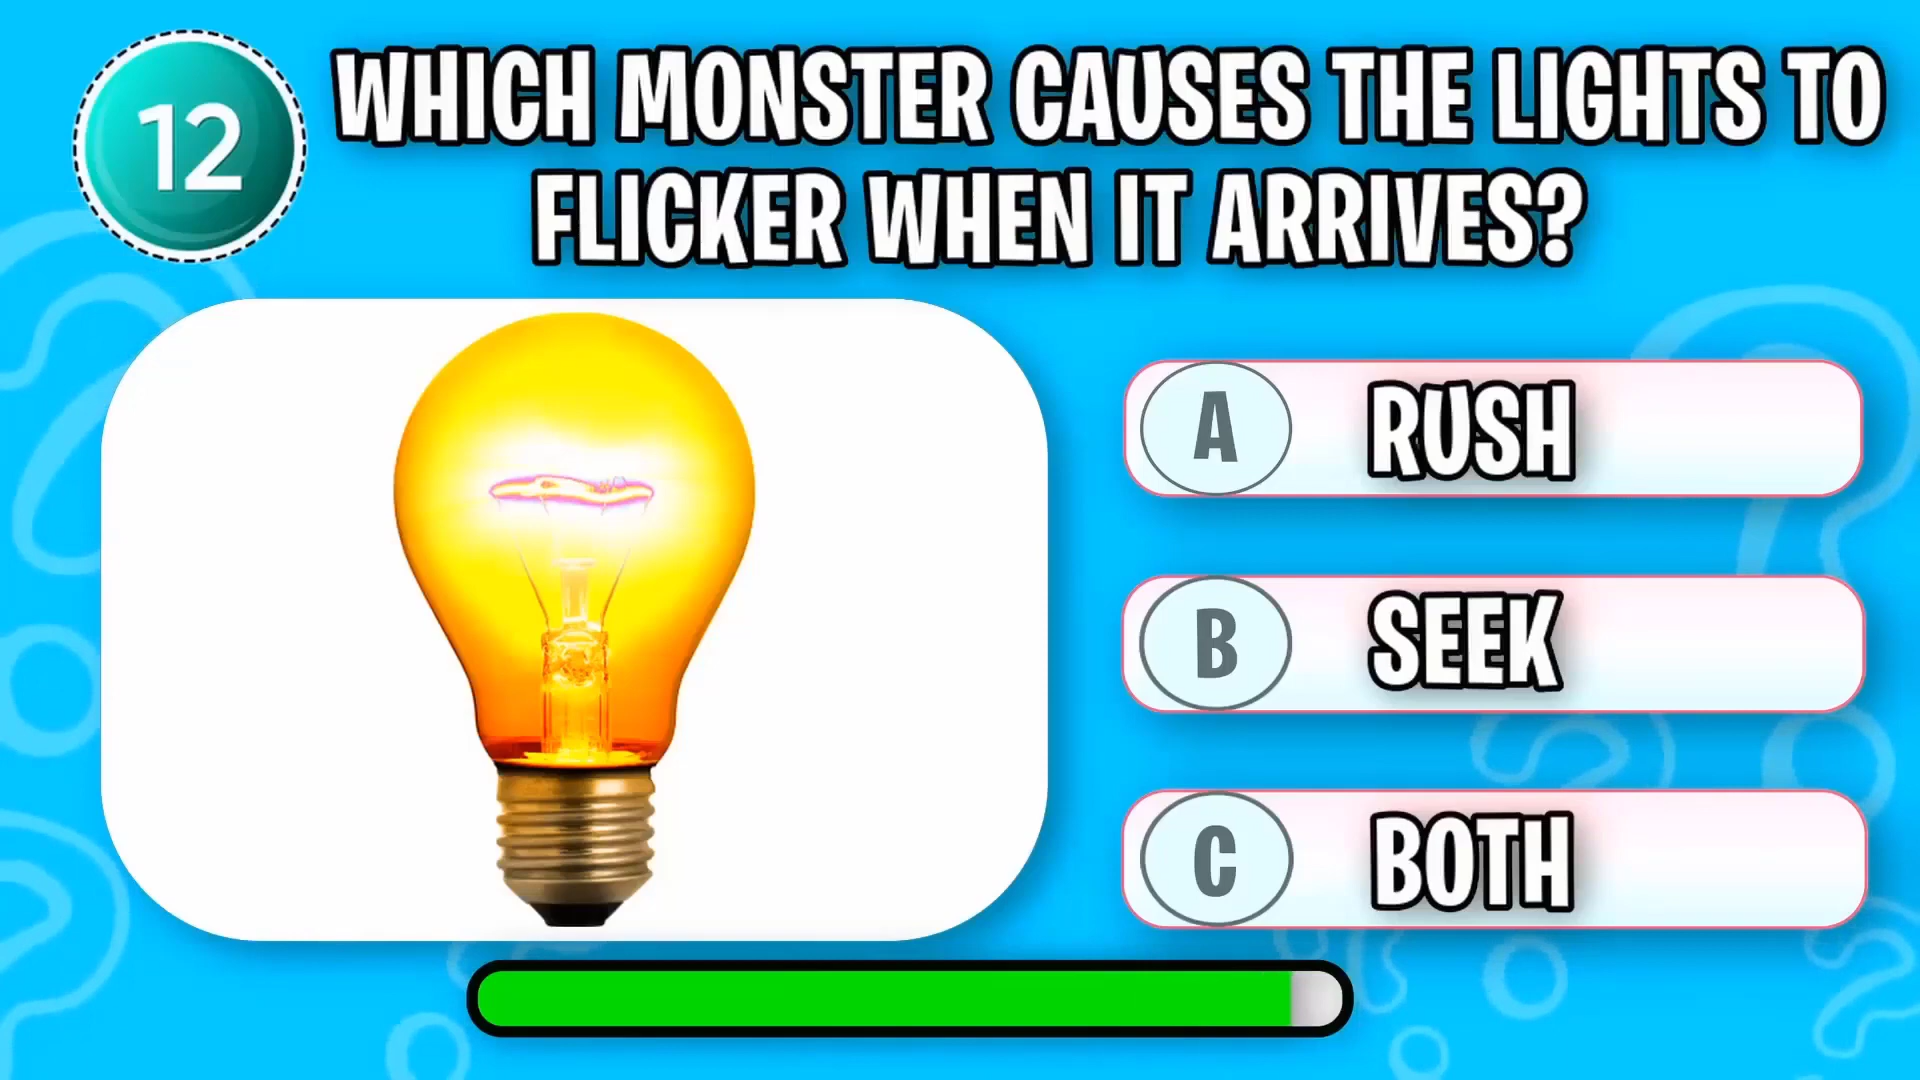 12
WHICH MONSTER CAUSES THE LIGHTS TO
FLICKER WHEN IT ARRIVES?
A RUSH
B SEEK
C BOTH